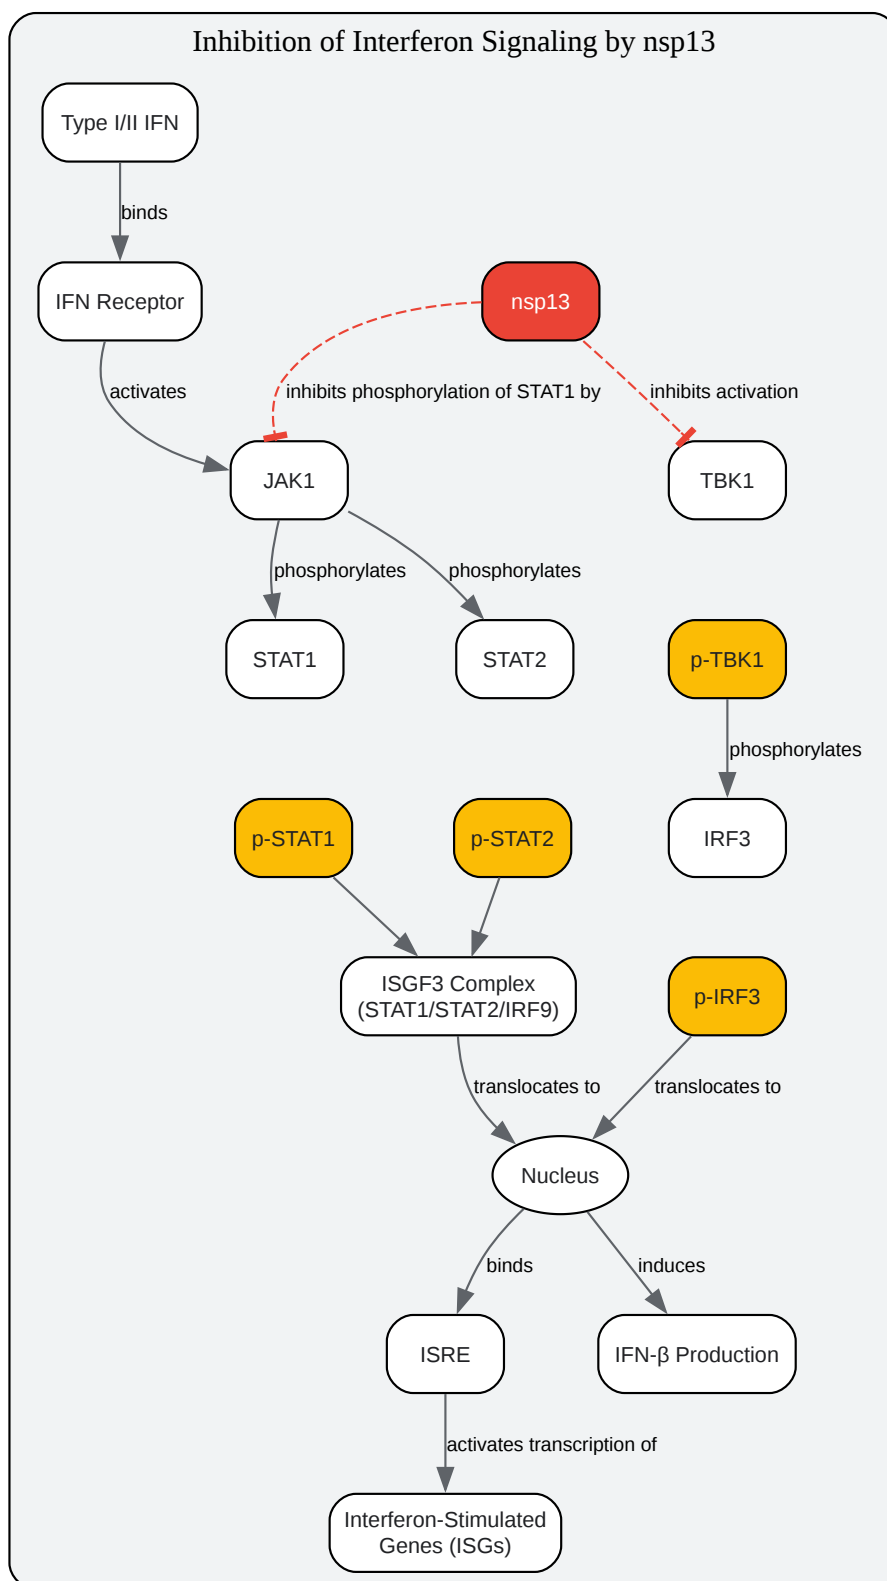 Inhibition of Interferon Signaling by nsp13
Type I/II IFN
binds
IFN Receptor
nsp13
activates
inhibits phosphorylation of STAT1 by
inhibits activation
JAK1
TBK1
phosphorylates
phosphorylates
STAT1
STAT2
p-TBK1
phosphorylates
p-STAT1
p-STAT2
IRF3
ISGF3 Complex
(STAT1/STAT2/IRF9)
p-IRF3
translocates to
translocates to
Nucleus
binds
induces
ISRE
IFN-β Production
activates transcription of
Interferon-Stimulated
Genes (ISGs)